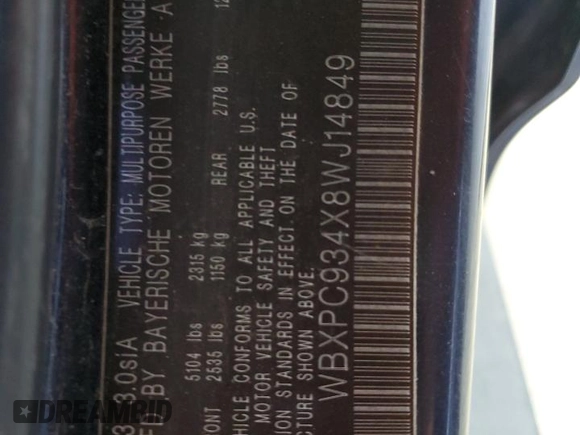 3.0siA VEHICLE TYPE: MULTIPURPOSE PASSENGE
BY BAYERISCHE MOTOREN WERKE A
5104 lbs 2315 kg
2535 lbs 1150 kg REAR 2778 lbs 12
HICLE CONFORMS TO ALL APPLICABLE U.S.
MOTOR VEHICLE SAFETY AND THEFT
ION STANDARDS IN EFFECT ON THE DATE OF
CTURE SHOWN ABOVE.
WBXPC934X8WJ14849
DREAMBID